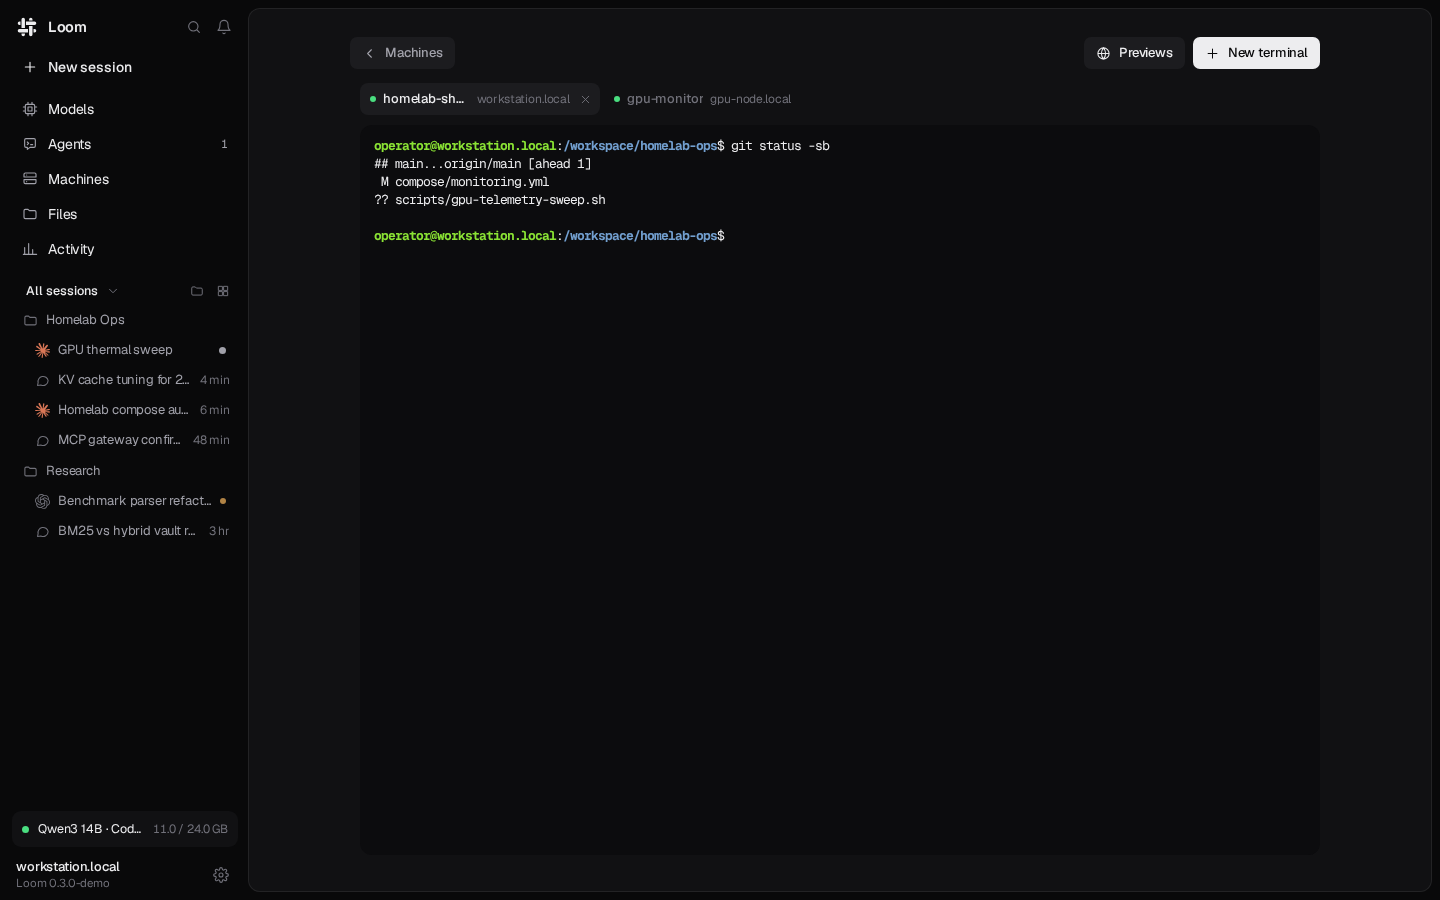 Loom
New session
Models
Agents 1
Machines
Files
Activity
All sessions
Homelab Ops
GPU thermal sweep
KV cache tuning for 2... 4 min
Homelab compose au... 6 min
MCP gateway confir... 48 min
Research
Benchmark parser refact...
BM25 vs hybrid vault r... 3 hr
Qwen3 14B · Cod... 11.0 / 24.0 GB
workstation.local
Loom 0.3.0-demo
Machines
Previews
New terminal
homelab-sh... workstation.local
gpu-monitor gpu-node.local
operator@workstation.local:/workspace/homelab-ops$ git status -sb
## main...origin/main [ahead 1]
 M compose/monitoring.yml
?? scripts/gpu-telemetry-sweep.sh
operator@workstation.local:/workspace/homelab-ops$